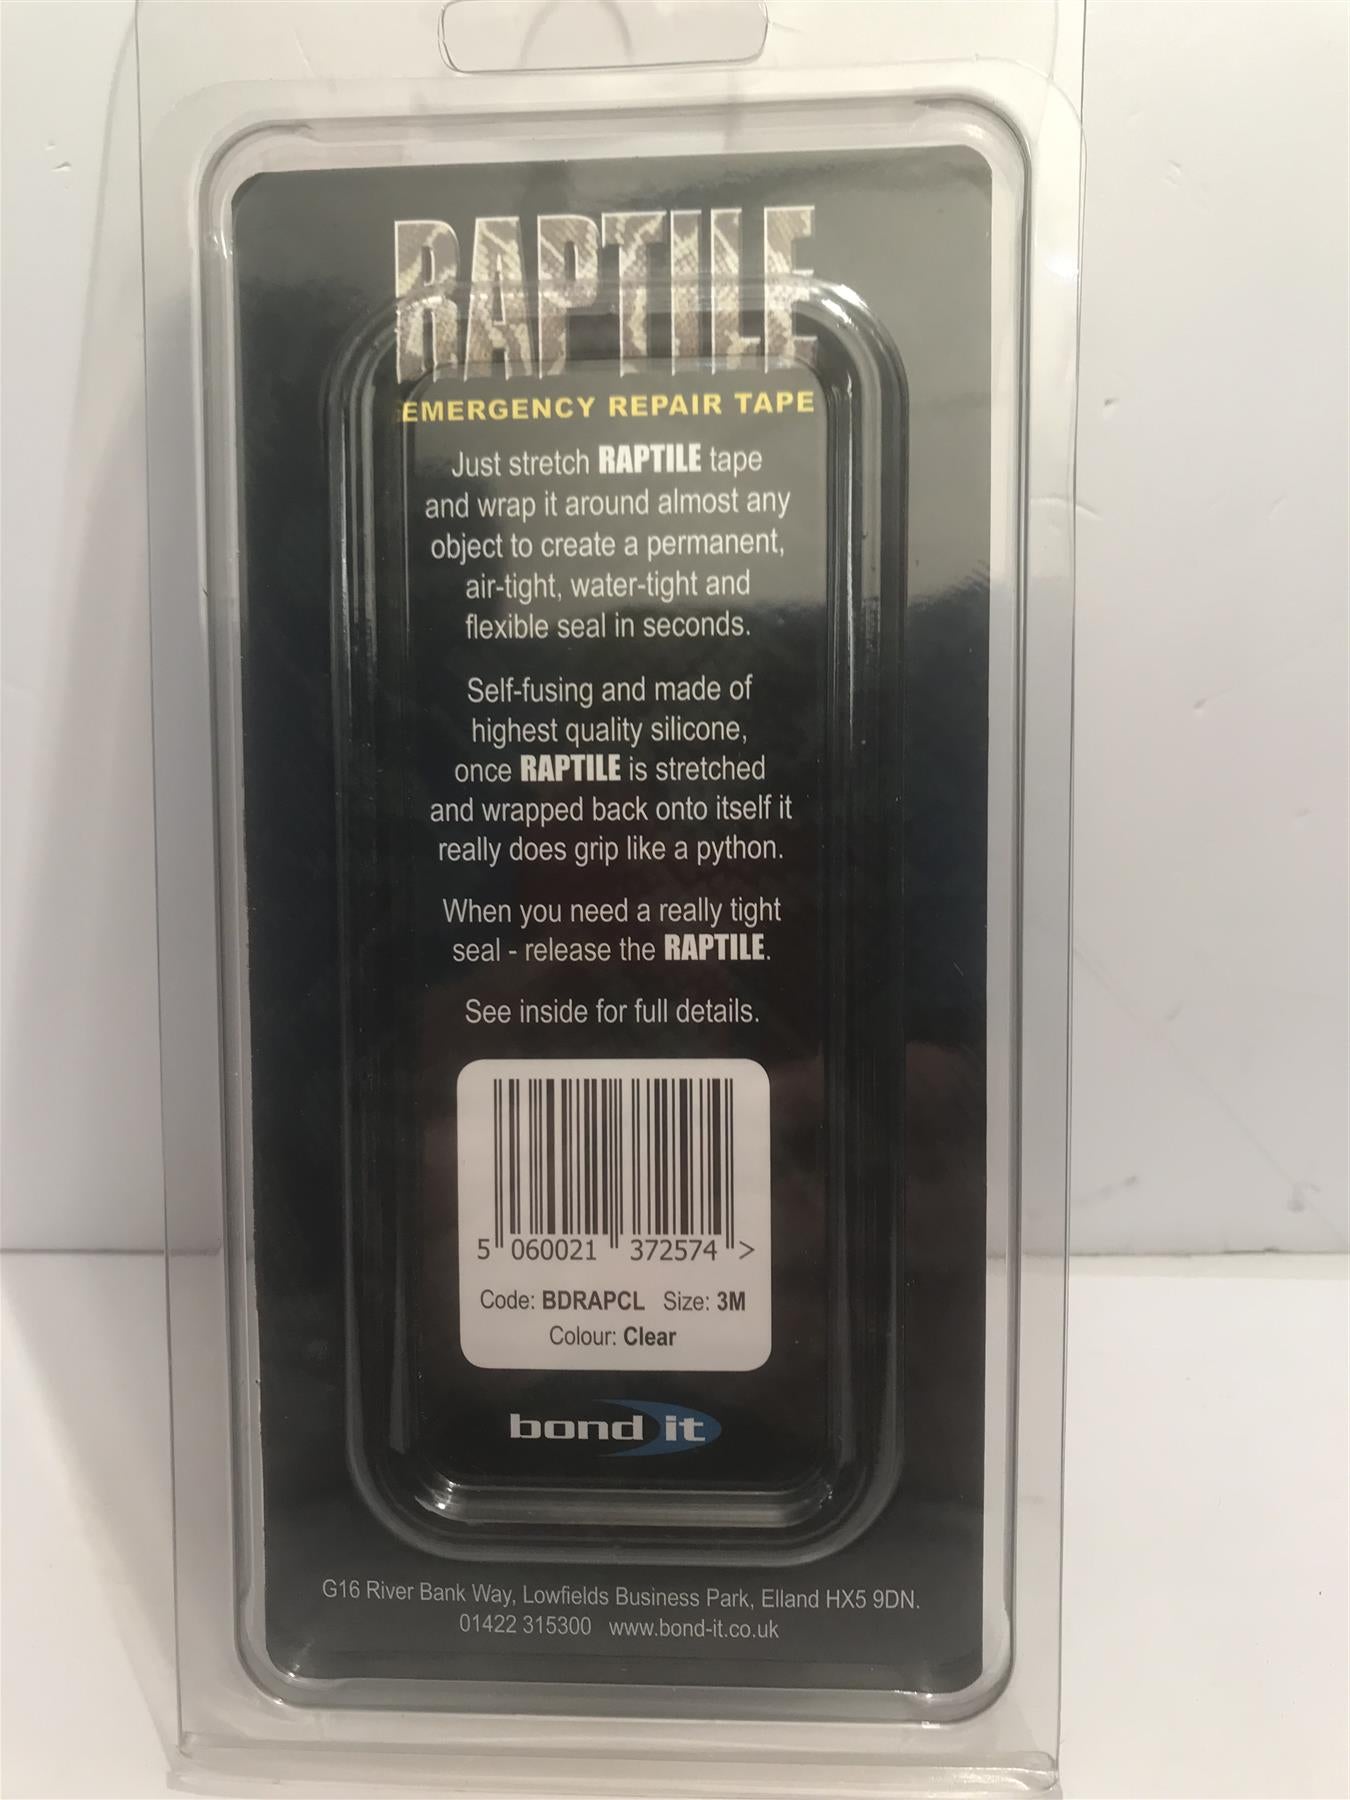 RAPTILE
EMERGENCY REPAIR TAPE
Just stretch RAPTILE tape
and wrap it around almost any
object to create a permanent,
air-tight, water-tight and
flexible seal in seconds.
Self-fusing and made of
highest quality silicone,
once RAPTILE is stretched
and wrapped back onto itself it
really does grip like a python.
When you need a really tight
seal - release the RAPTILE.
See inside for full details.
5 060021 372574 >
Code: BDRAPCL Size: 3M
Colour: Clear
bond it
G16 River Bank Way, Lowfields Business Park, Elland HX5 9DN.
01422 315300 www.bond-it.co.uk